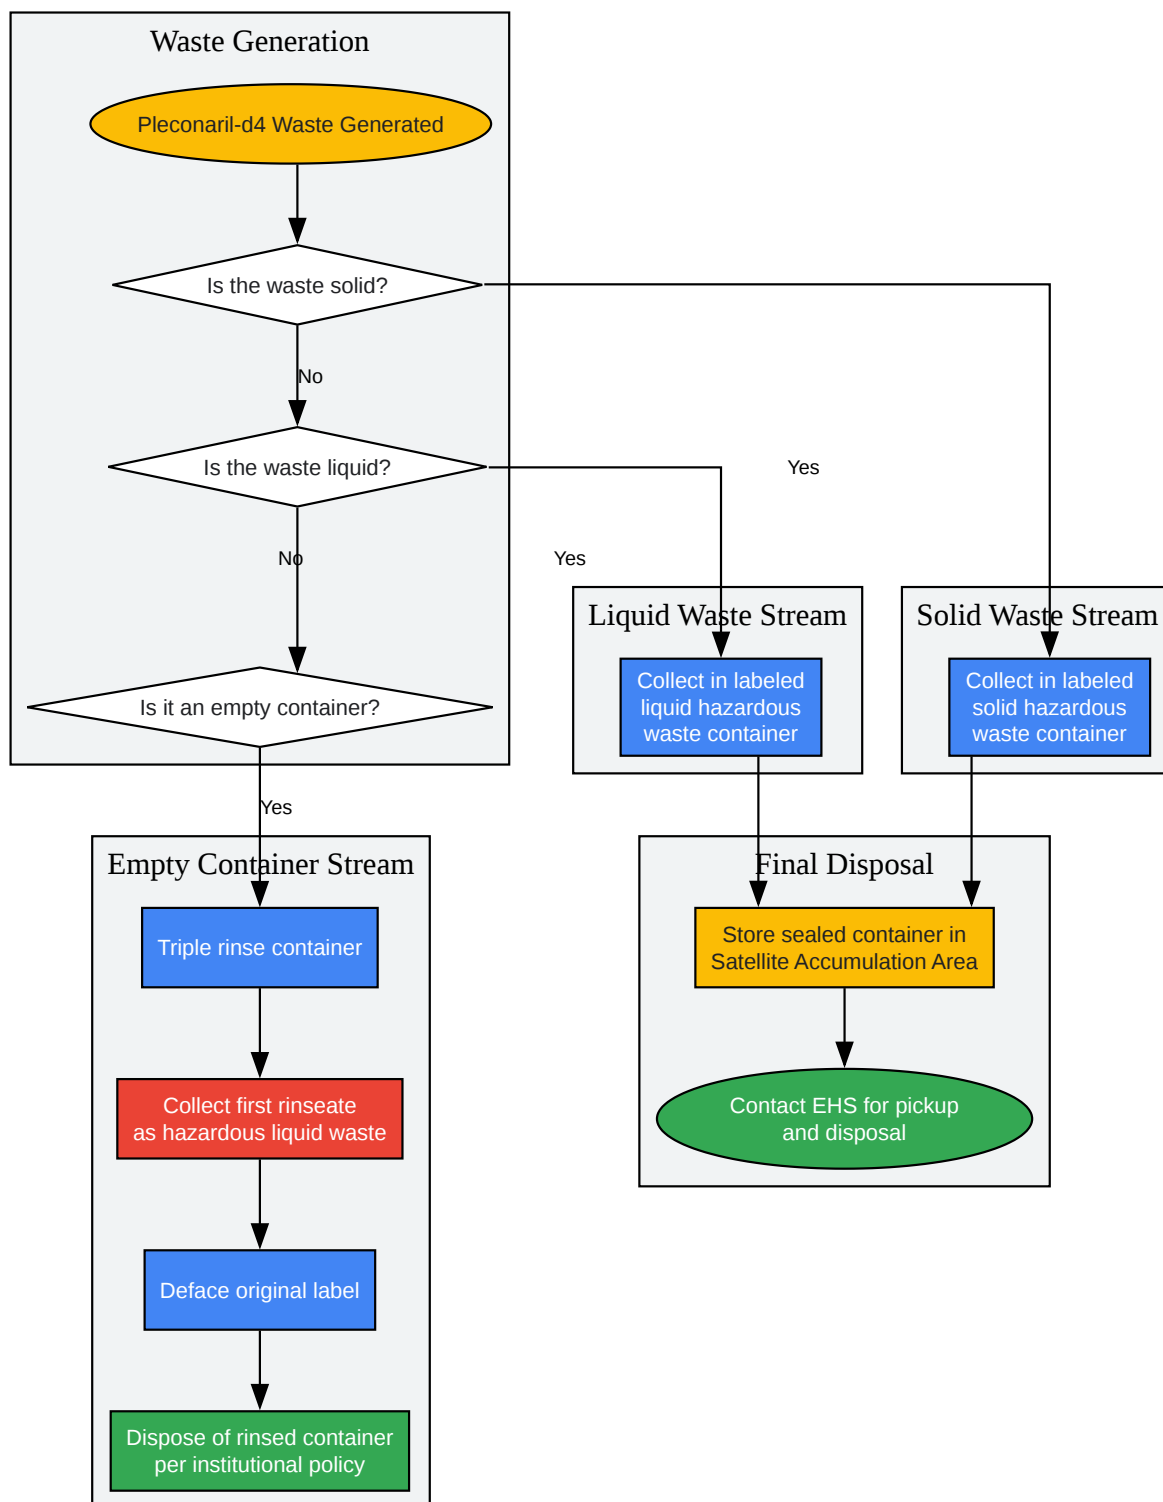 Waste Generation
Pleconaril-d4 Waste Generated
Is the waste solid?
No
Is the waste liquid?
Yes
No
Yes
Is it an empty container?
Yes
Liquid Waste Stream
Collect in labeled
liquid hazardous
waste container
Solid Waste Stream
Collect in labeled
solid hazardous
waste container
Empty Container Stream
Triple rinse container
Collect first rinseate
as hazardous liquid waste
Deface original label
Dispose of rinsed container
per institutional policy
Final Disposal
Store sealed container in
Satellite Accumulation Area
Contact EHS for pickup
and disposal